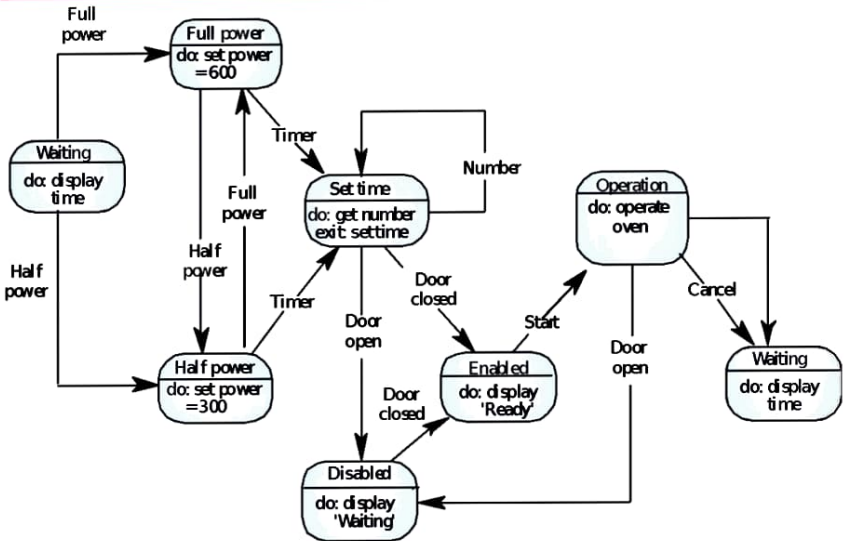 Full
power
Full power
do: set power
= 600
Timer
Waiting
do: display
time
Number
Full
power
Set time
do: get number
exit: set time
Operation
do: operate
oven
Half
power
Half
power
Timer
Door
open
Door
closed
Start
Cancel
Door
open
Half power
do: set power
= 300
Door
closed
Enabled
do: display
'Ready'
Waiting
do: display
time
Disabled
do: display
'Waiting'